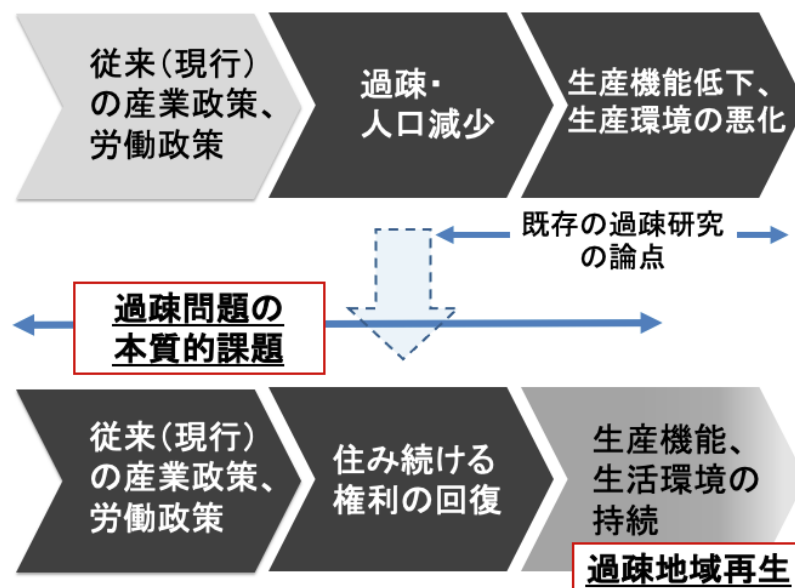 従来（現行）
の産業政策、
労働政策
過疎・
人口減少
生産機能低下、
生産環境の悪化
既存の過疎研究
の論点
過疎問題の
本質的課題
従来（現行）
の産業政策、
労働政策
住み続ける
権利の回復
生産機能、
生活環境の
持続
過疎地域再生